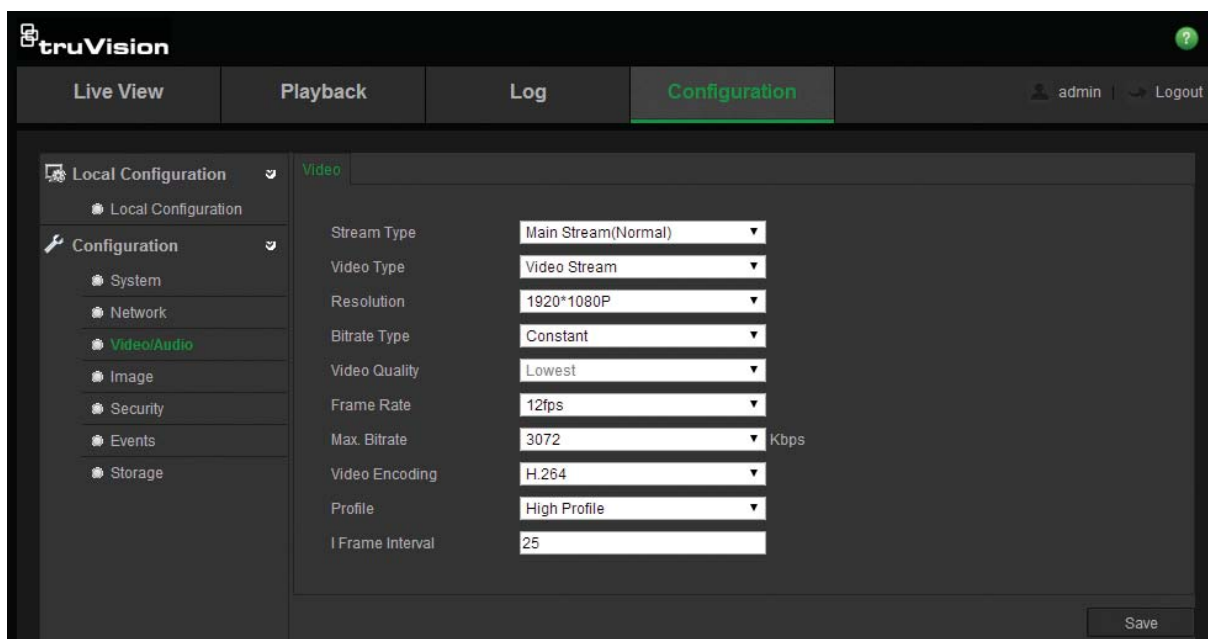 truVision
?
Live View Playback Log Configuration admin | Logout
Local Configuration
Local Configuration
Configuration
System
Network
Video/Audio
Image
Security
Events
Storage
Video
Stream Type Main Stream(Normal)
Video Type Video Stream
Resolution 1920*1080P
Bitrate Type Constant
Video Quality Lowest
Frame Rate 12fps
Max. Bitrate 3072 Kbps
Video Encoding H.264
Profile High Profile
I Frame Interval 25
Save